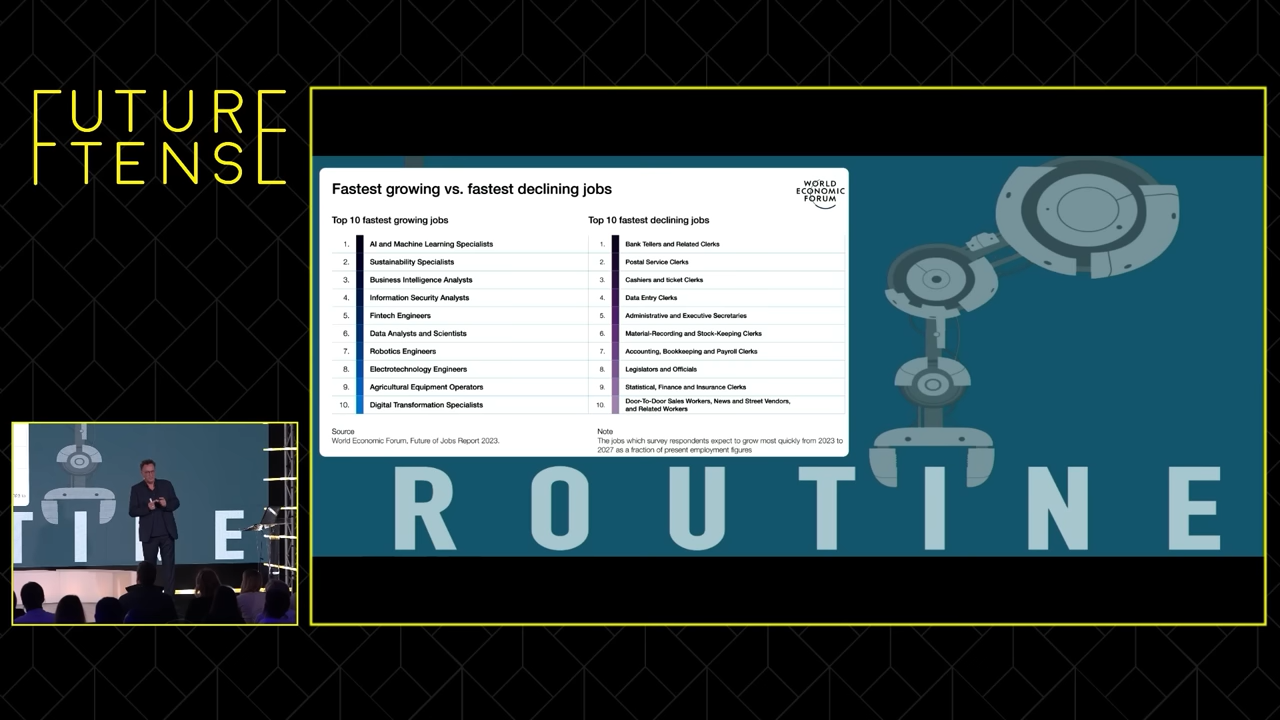 FUTURE
TENSE
Fastest growing vs. fastest declining jobs
WORLD
ECONOMIC
FORUM
Top 10 fastest growing jobs
1. AI and Machine Learning Specialists
2. Sustainability Specialists
3. Business Intelligence Analysts
4. Information Security Analysts
5. Fintech Engineers
6. Data Analysts and Scientists
7. Robotics Engineers
8. Electrotechnology Engineers
9. Agricultural Equipment Operators
10. Digital Transformation Specialists
Top 10 fastest declining jobs
1. Bank Tellers and Related Clerks
2. Postal Service Clerks
3. Cashiers and ticket Clerks
4. Data Entry Clerks
5. Administrative and Executive Secretaries
6. Material-Recording and Stock-Keeping Clerks
7. Accounting, Bookkeeping and Payroll Clerks
8. Legislators and Officials
9. Statistical, Finance and Insurance Clerks
10. Door-To-Door Sales Workers, News and Street Vendors,
and Related Workers
Source
World Economic Forum, Future of Jobs Report 2023.
Note
The jobs which survey respondents expect to grow most quickly from 2023 to
2027 as a fraction of present employment figures
ROUTINE
T I N E